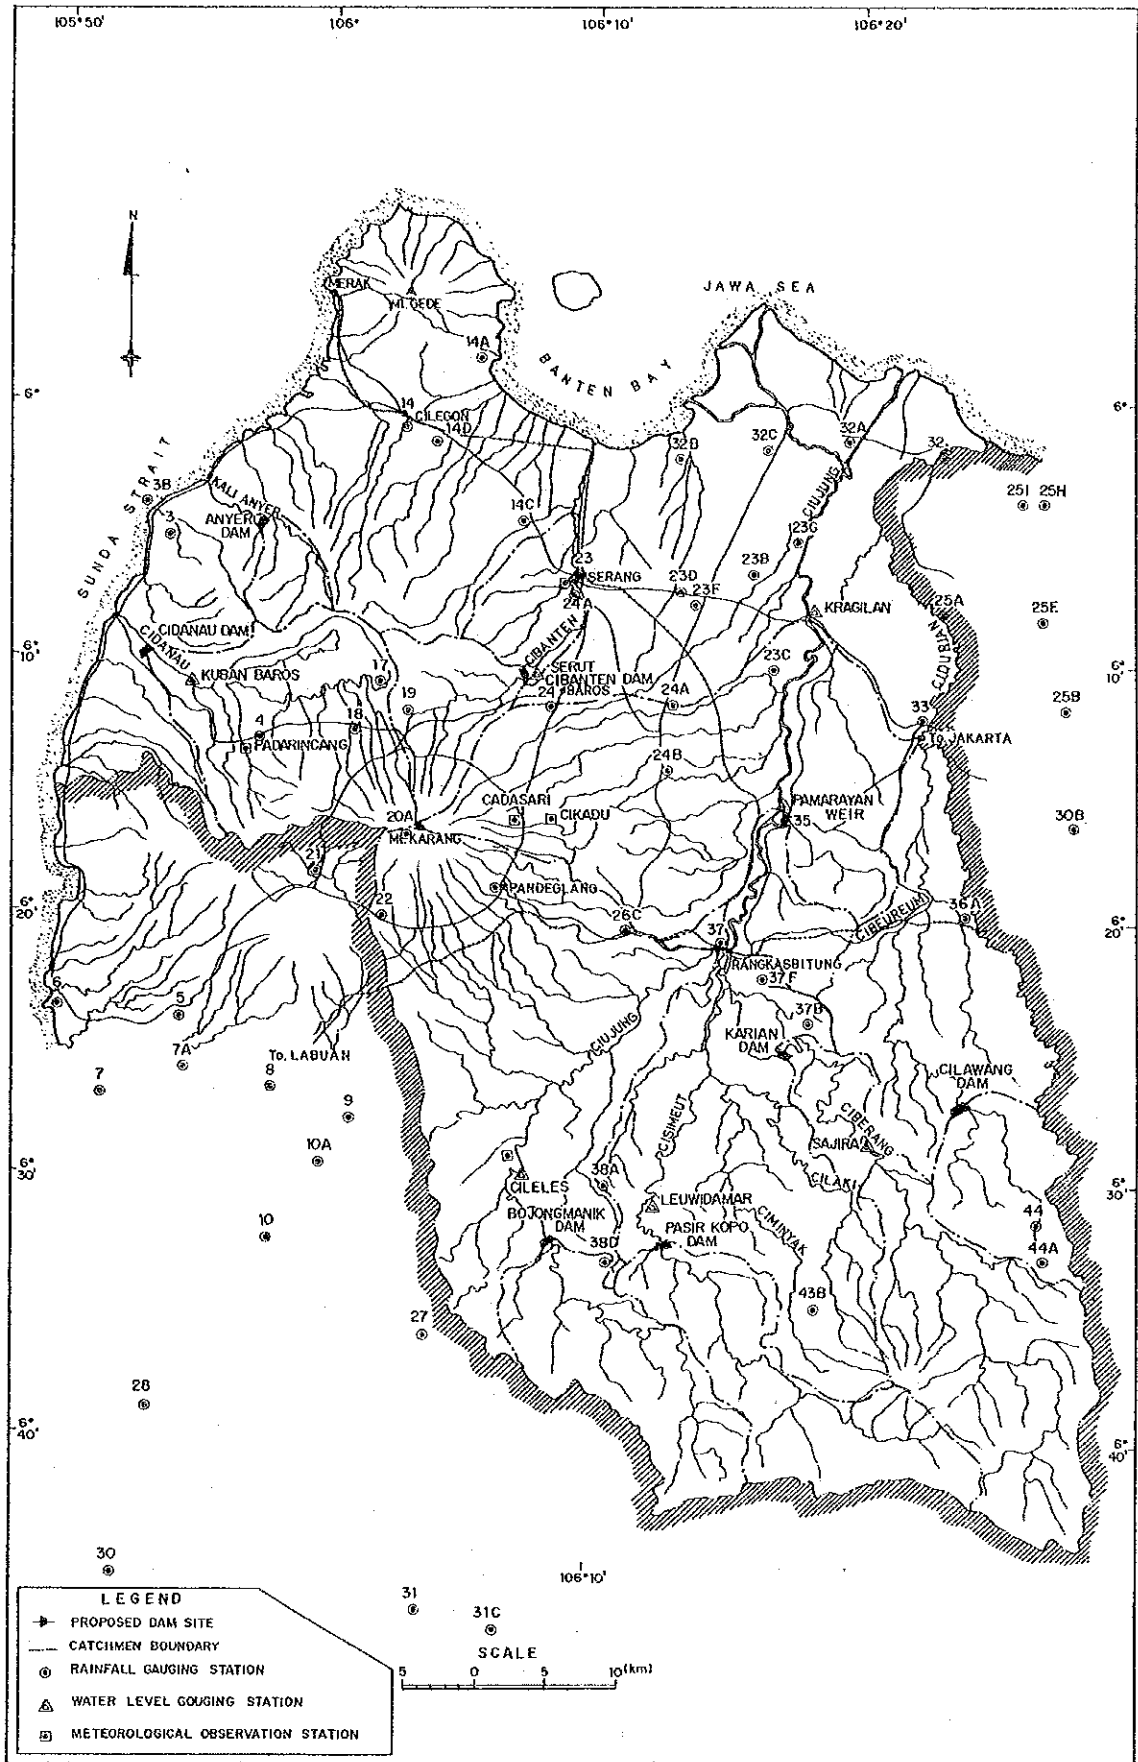 105°50'
106°
106°10'
106°20'
N
JAWA SEA
MERAK
MT. GEDE
14A
BANTEN BAY
6°
6°
14
CILEGON
14D
32D
32C
32A
32
SUNDA STRAIT
3B
3
KALI ANYER
ANYER
DAM
14C
CIUJUNG
25I
25H
23
SERANG
24A
23D
23F
23B
23G
KRAGILAN
25A
CIDURIAN
25E
CIDANAU DAM
CIDANAU
KUBAN BAROS
17
CIBANTEN
SERUT
CIBANTEN DAM
24
BAROS
24A
23C
6°
10'
6°
10'
19
18
4
PADARINCANG
33
To JAKARTA
25B
24B
CADASARI
CIKADU
20A
Mt. KARANG
PAMARAYAN
WEIR
35
30B
21
22
PANDEGLANG
26C
CIBEUREUM
36A
6°
20'
6°
20'
37
RANGKASBITUNG
37F
6
5
7A
To. LABUAN
7
8
9
10A
CIUJUNG
37B
KARIAN
DAM
CILAWANG
DAM
CISIMEUT
CIBERANG
SAJIRA
CILAKI
6°
30'
6°
30'
38A
CILELES
LEUWIDAMAR
CIMINYAK
BOJONGMANIK
DAM
PASIR KOPO
DAM
38D
44
44A
10
43B
27
28
6°
40'
6°
40'
30
106°10'
31
31C
LEGEND
PROPOSED DAM SITE
CATCHMEN BOUNDARY
RAINFALL GAUGING STATION
WATER LEVEL GOUGING STATION
METEOROLOGICAL OBSERVATION STATION
SCALE
5 0 5 10(km)